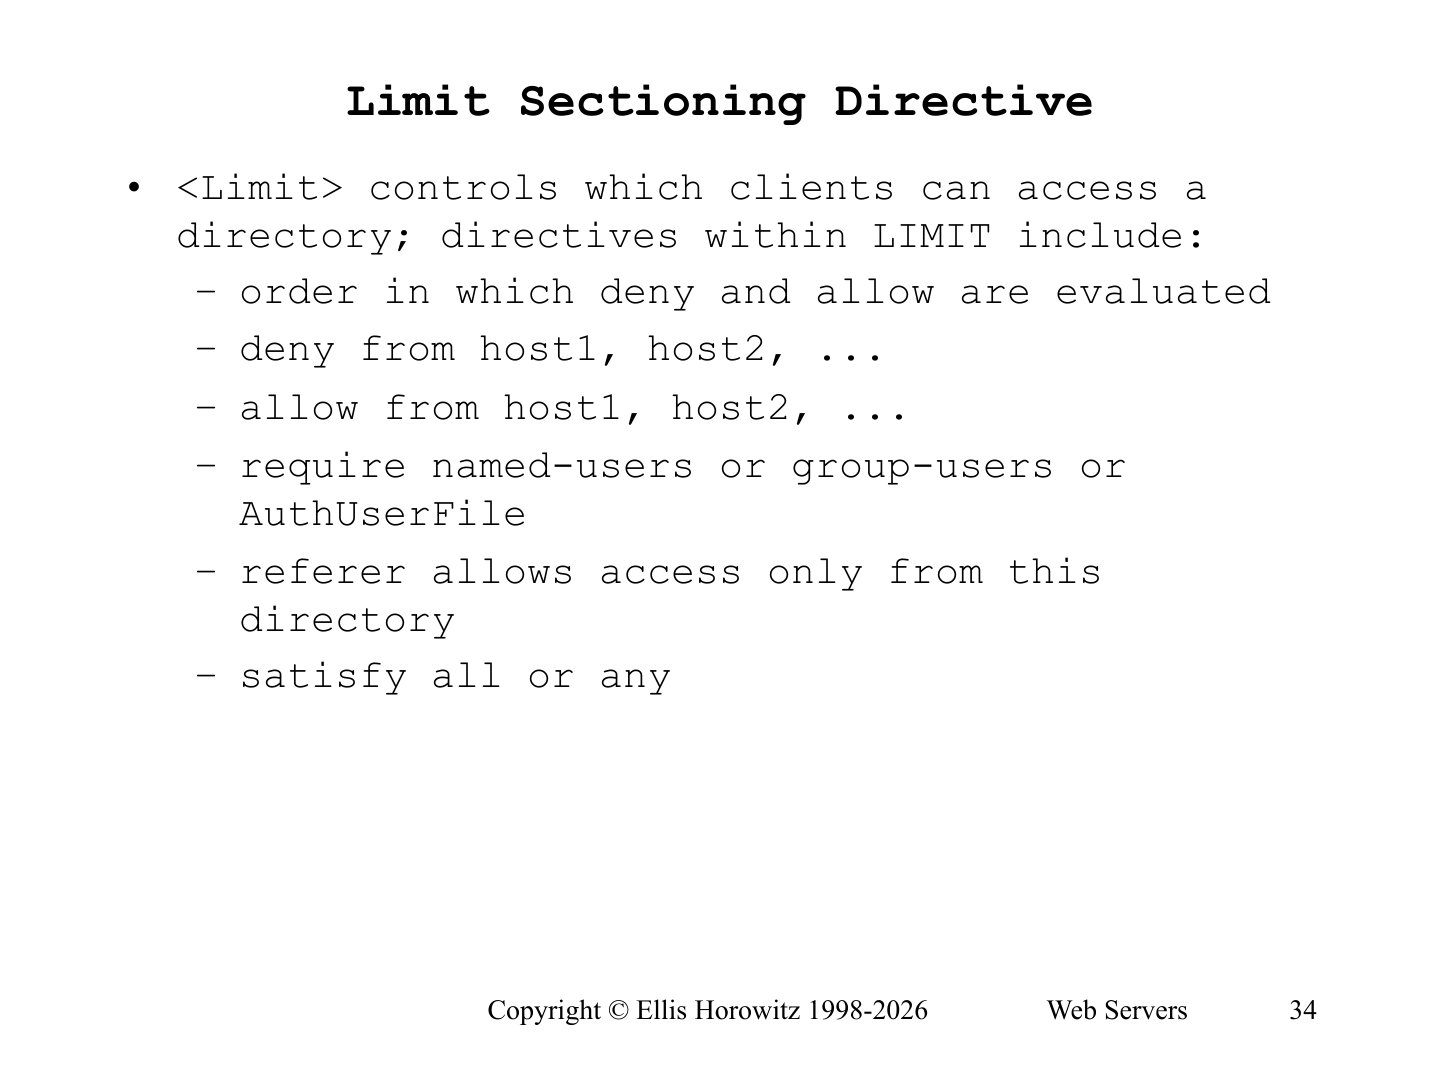 Limit Sectioning Directive
• <Limit> controls which clients can access a
directory; directives within LIMIT include:
– order in which deny and allow are evaluated
– deny from host1, host2, ...
– allow from host1, host2, ...
– require named-users or group-users or
AuthUserFile
– referer allows access only from this
directory
– satisfy all or any
Copyright © Ellis Horowitz 1998-2026 Web Servers 34